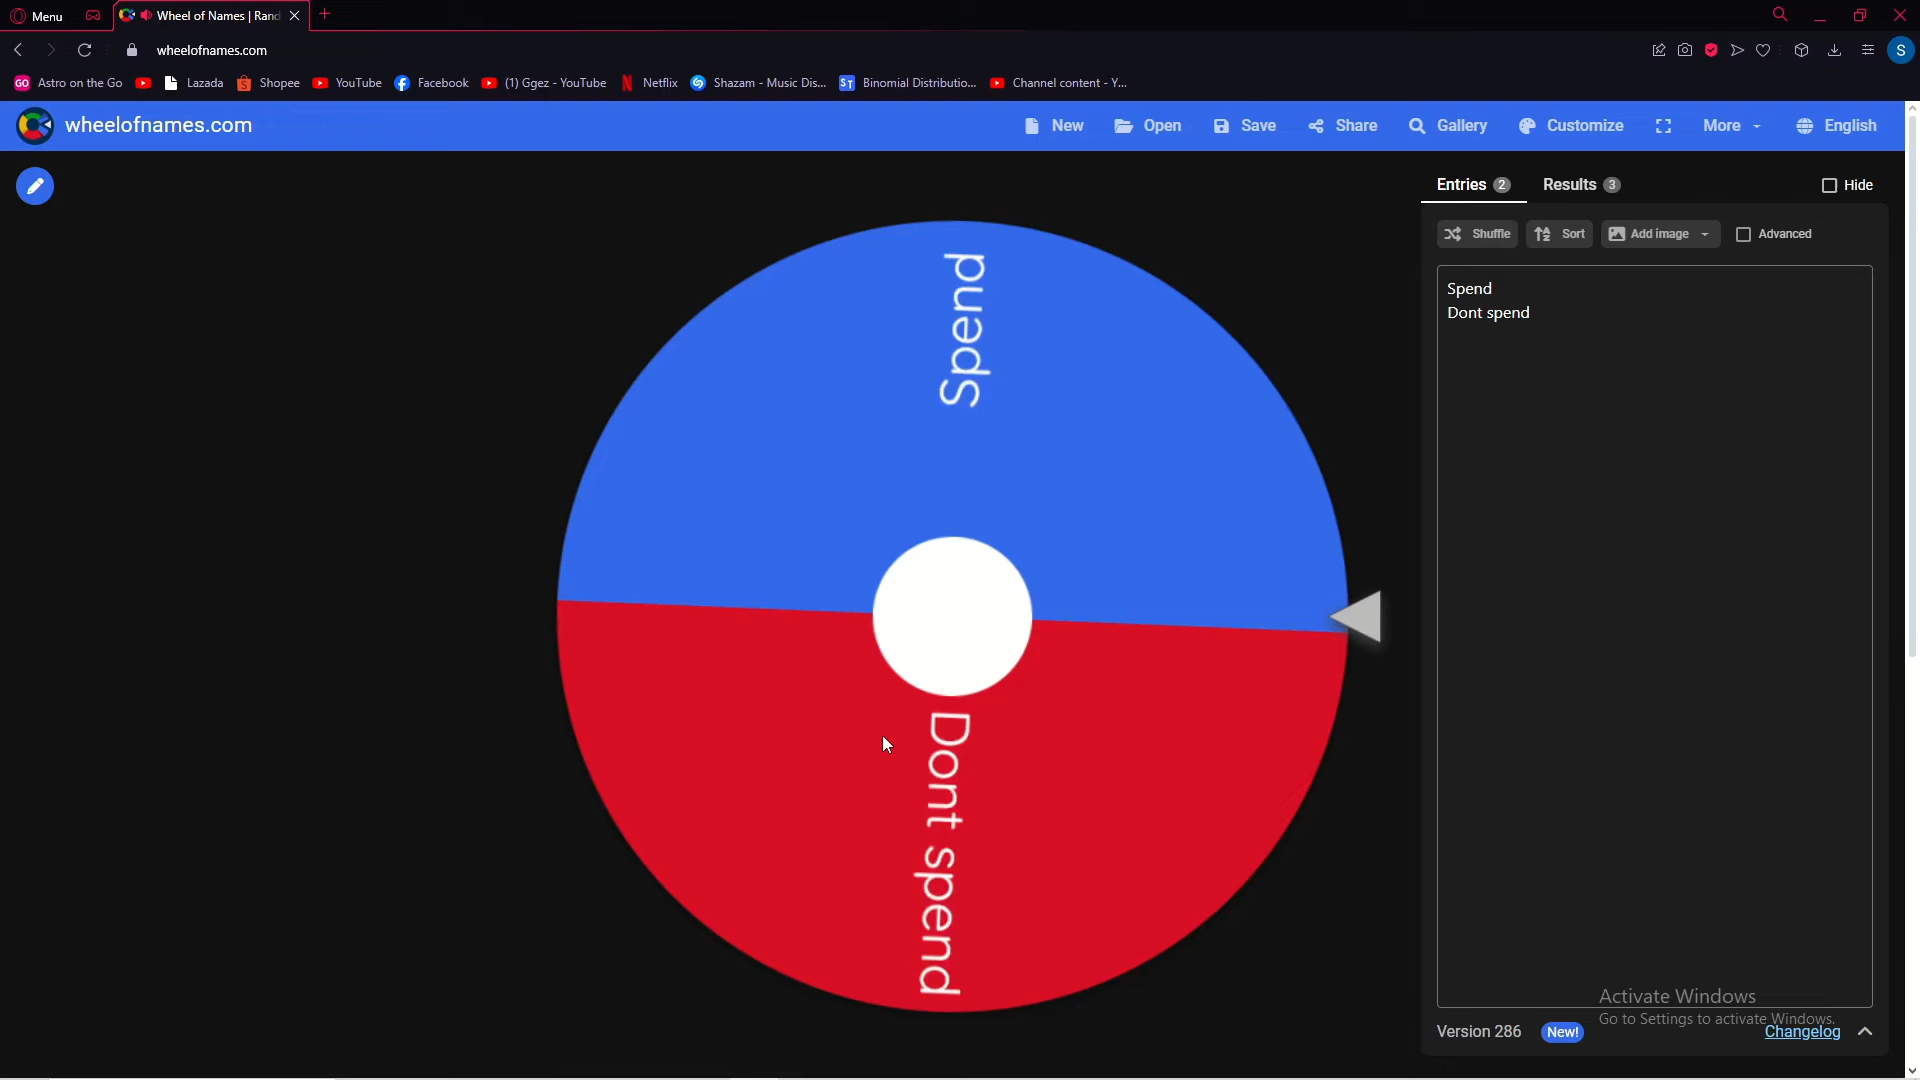 Menu
Wheel of Names | Rand
wheelofnames.com
S
GO Astro on the Go
Lazada
Shopee
YouTube
Facebook
(1) Ggez - YouTube
Netflix
Shazam - Music Dis...
ST Binomial Distributio...
Channel content - Y...
wheelofnames.com
New
Open
Save
Share
Gallery
Customize
More
English
Entries 2
Results 3
Hide
Shuffle
Sort
Add image
Advanced
Spend
Dont spend
Spend
Dont spend
Activate Windows
Go to Settings to activate Windows.
Version 286
New!
Changelog